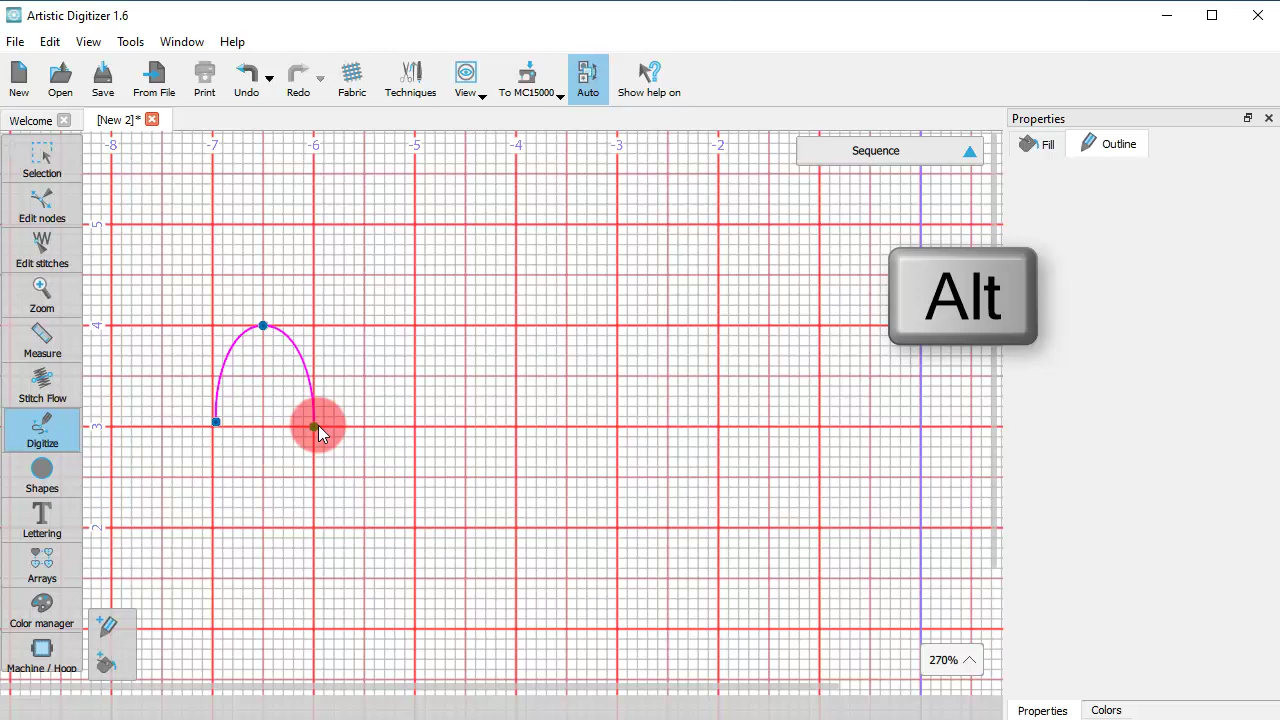 Artistic Digitizer 1.6
File Edit View Tools Window Help
New Open Save From File Print Undo Redo Fabric Techniques View To MC15000 Auto Show help on
Welcome [New 2]*
Properties
-8 -7 -6 -5 -4 -3 -2
Sequence
Fill Outline
Selection
Edit nodes
5
Edit stitches
Zoom
Alt
4
Measure
Stitch Flow
3
Digitize
Shapes
Lettering
2
Arrays
Color manager
Machine / Hoop
270%
Properties Colors